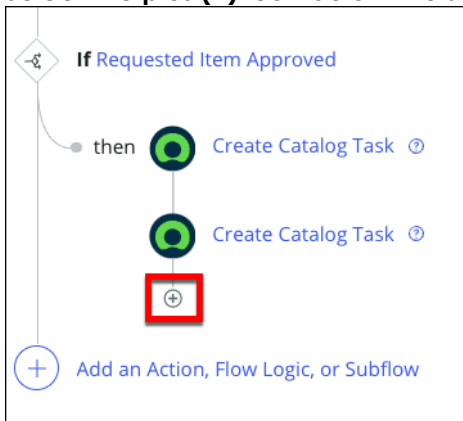 If Requested Item Approved
then Create Catalog Task
Create Catalog Task
Add an Action, Flow Logic, or Subflow